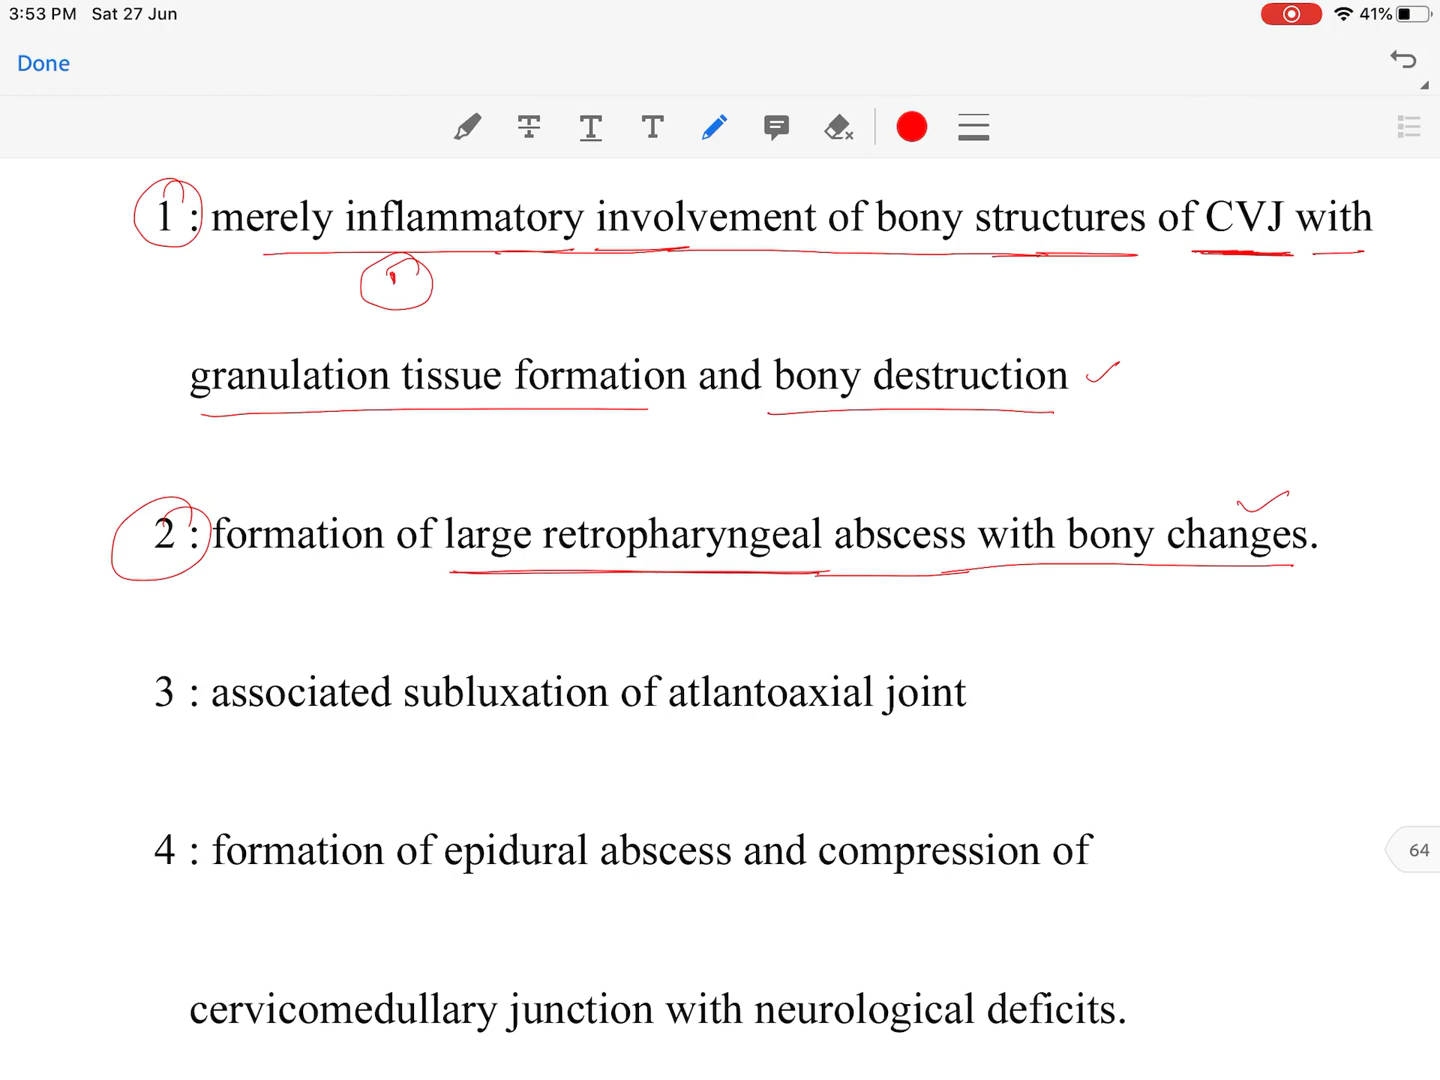 3:53 PM Sat 27 Jun 41%
Done
1 : merely inflammatory involvement of bony structures of CVJ with
granulation tissue formation and bony destruction
2 : formation of large retropharyngeal abscess with bony changes.
3 : associated subluxation of atlantoaxial joint
4 : formation of epidural abscess and compression of
64
cervicomedullary junction with neurological deficits.